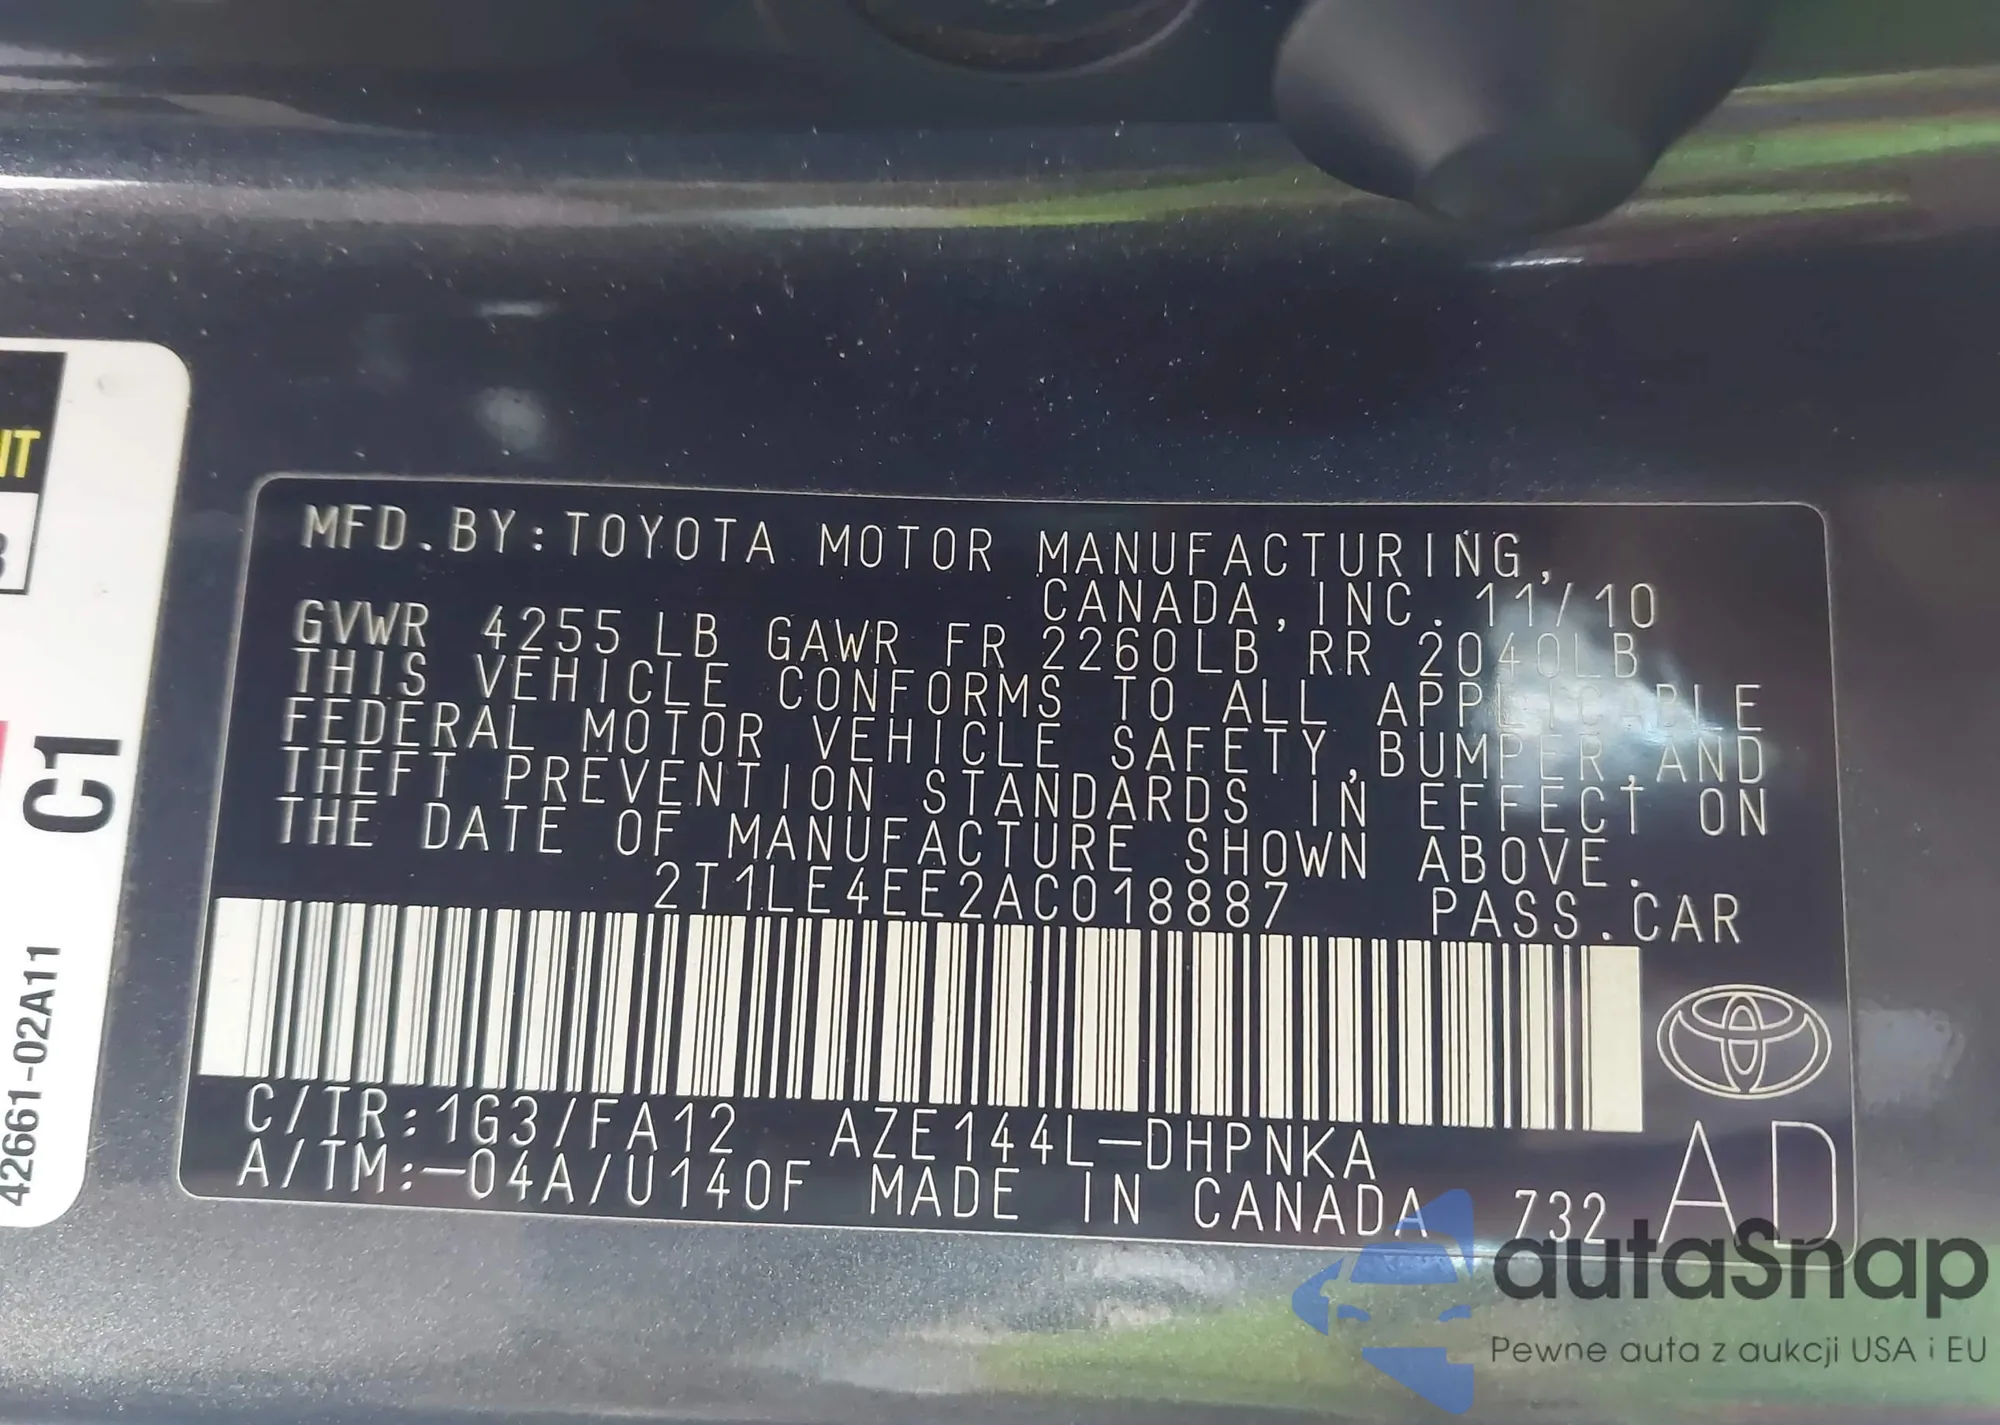 MFD.BY:TOYOTA MOTOR MANUFACTURING,
CANADA,INC. 11/10
GVWR 4255LB GAWR FR 2260LB RR 2040LB
THIS VEHICLE CONFORMS TO ALL APPLICABLE
FEDERAL MOTOR VEHICLE SAFETY,BUMPER,AND
THEFT PREVENTION STANDARDS IN EFFECT ON
THE DATE OF MANUFACTURE SHOWN ABOVE.
2T1LE4EE2AC018887 PASS.CAR
C/TR:1G3/FA12 AZE144L-DHPNKA
A/TM:-04A/U140F MADE IN CANADA 732
AD
C1
42661-02A11
autaSnap
Pewne auta z aukcji USA i EU